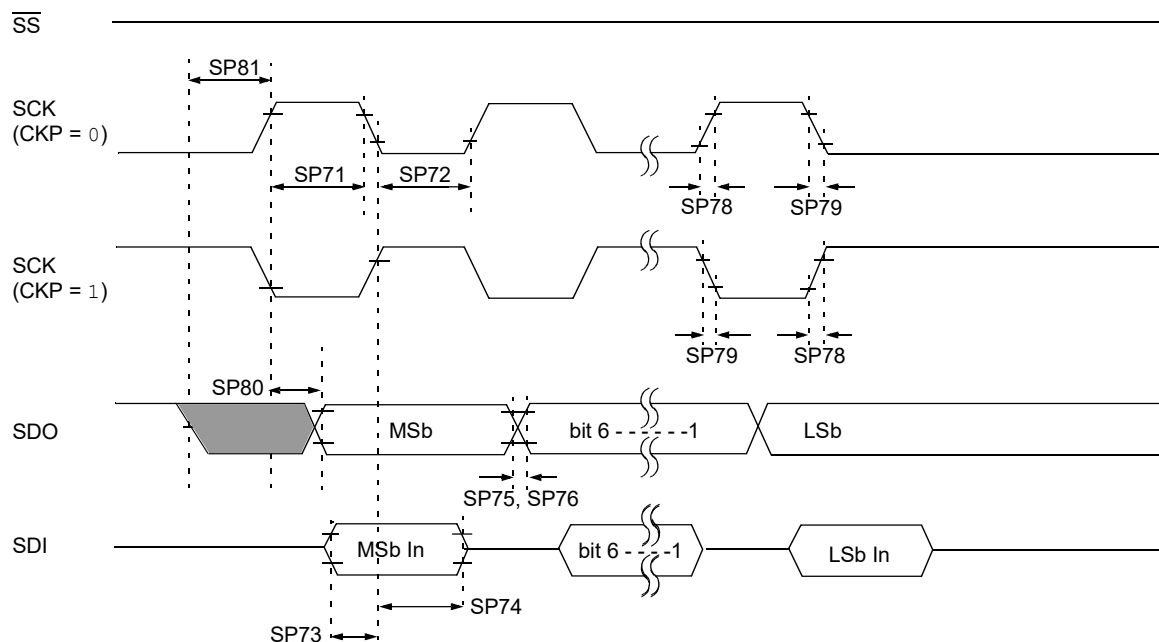 SS
SP81
SCK
(CKP = 0)
SP71
SP72
SP78
SP79
SCK
(CKP = 1)
SP79
SP78
SP80
SDO
MSb
bit 6 - - - - - -1
LSb
SP75, SP76
SDI
MSb In
bit 6 - - - -1
LSb In
SP74
SP73